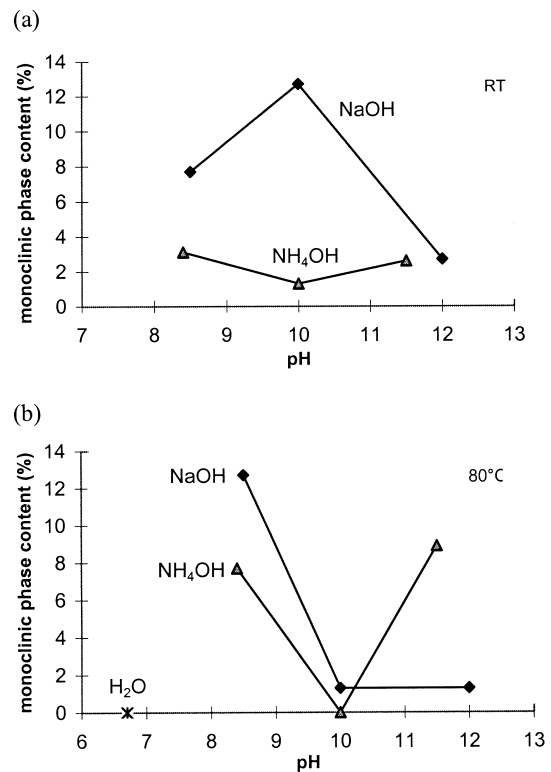 (a)
14
12
10
8
6
4
2
0
monoclinic phase content (%)
RT
NaOH
NH₄OH
7 8 9 10 11 12 13
pH
(b)
14
12
10
8
6
4
2
0
monoclinic phase content (%)
80°C
NaOH
NH₄OH
H₂O
6 7 8 9 10 11 12 13
pH